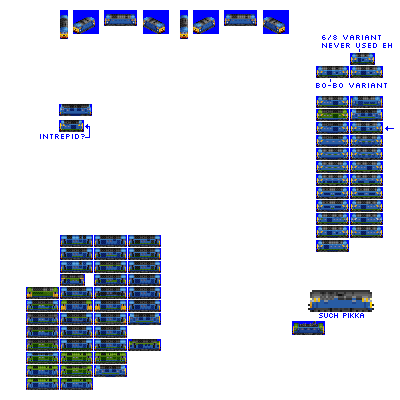 6/8 VARIANT
NEVER USED EH
BO-BO VARIANT
INTREPID?
SUCH PIKKA